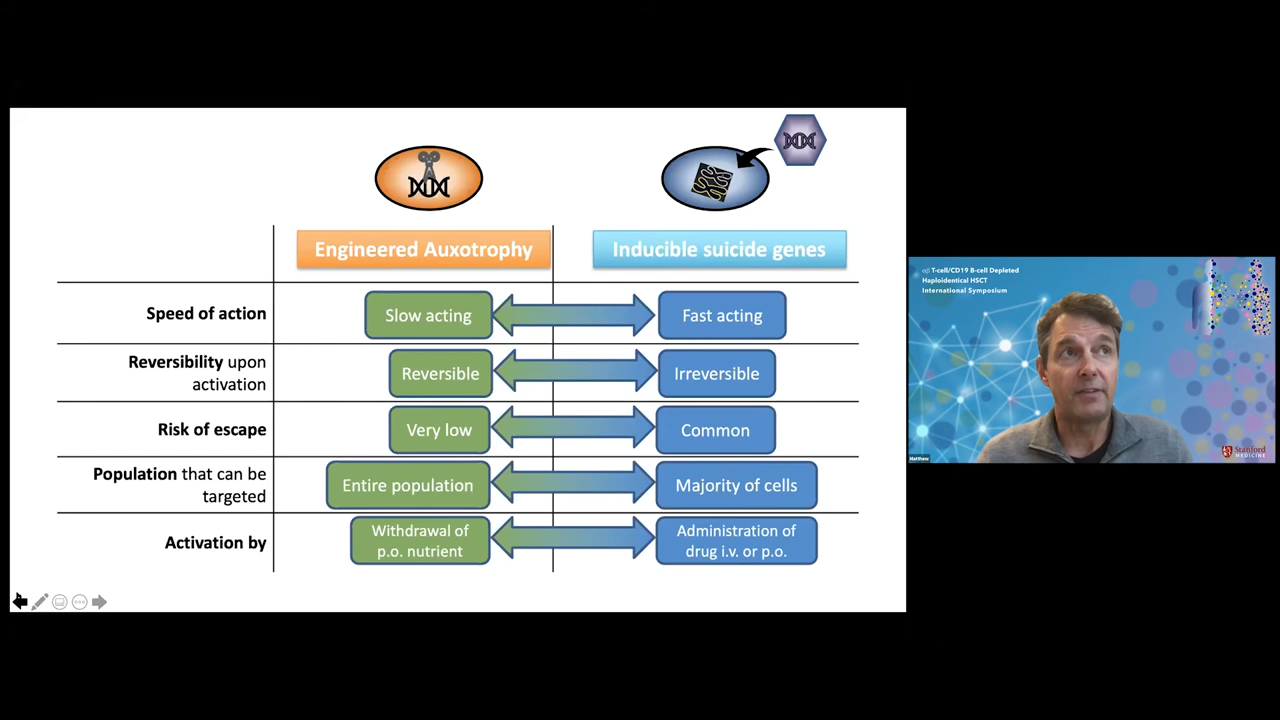 Engineered Auxotrophy
Inducible suicide genes
Speed of action
Slow acting
Fast acting
Reversibility upon
activation
Reversible
Irreversible
Risk of escape
Very low
Common
Population that can be
targeted
Entire population
Majority of cells
Activation by
Withdrawal of
p.o. nutrient
Administration of
drug i.v. or p.o.
αβ T-cell/CD19 B-cell Depleted
Haploidentical HSCT
International Symposium
Matthew
Stanford
MEDICINE